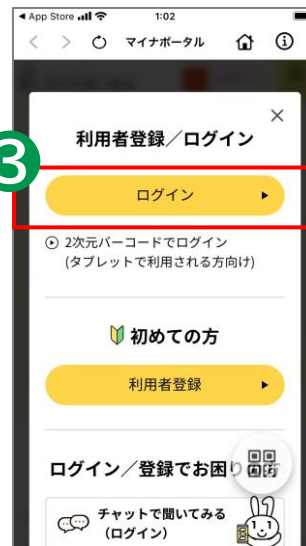 App Store
1:02
マイナポータル
利用者登録／ログイン
3
ログイン
2次元バーコードでログイン
(タブレットで利用される方向け)
初めての方
利用者登録
ログイン／登録でお困りの方
チャットで聞いてみる
（ログイン）